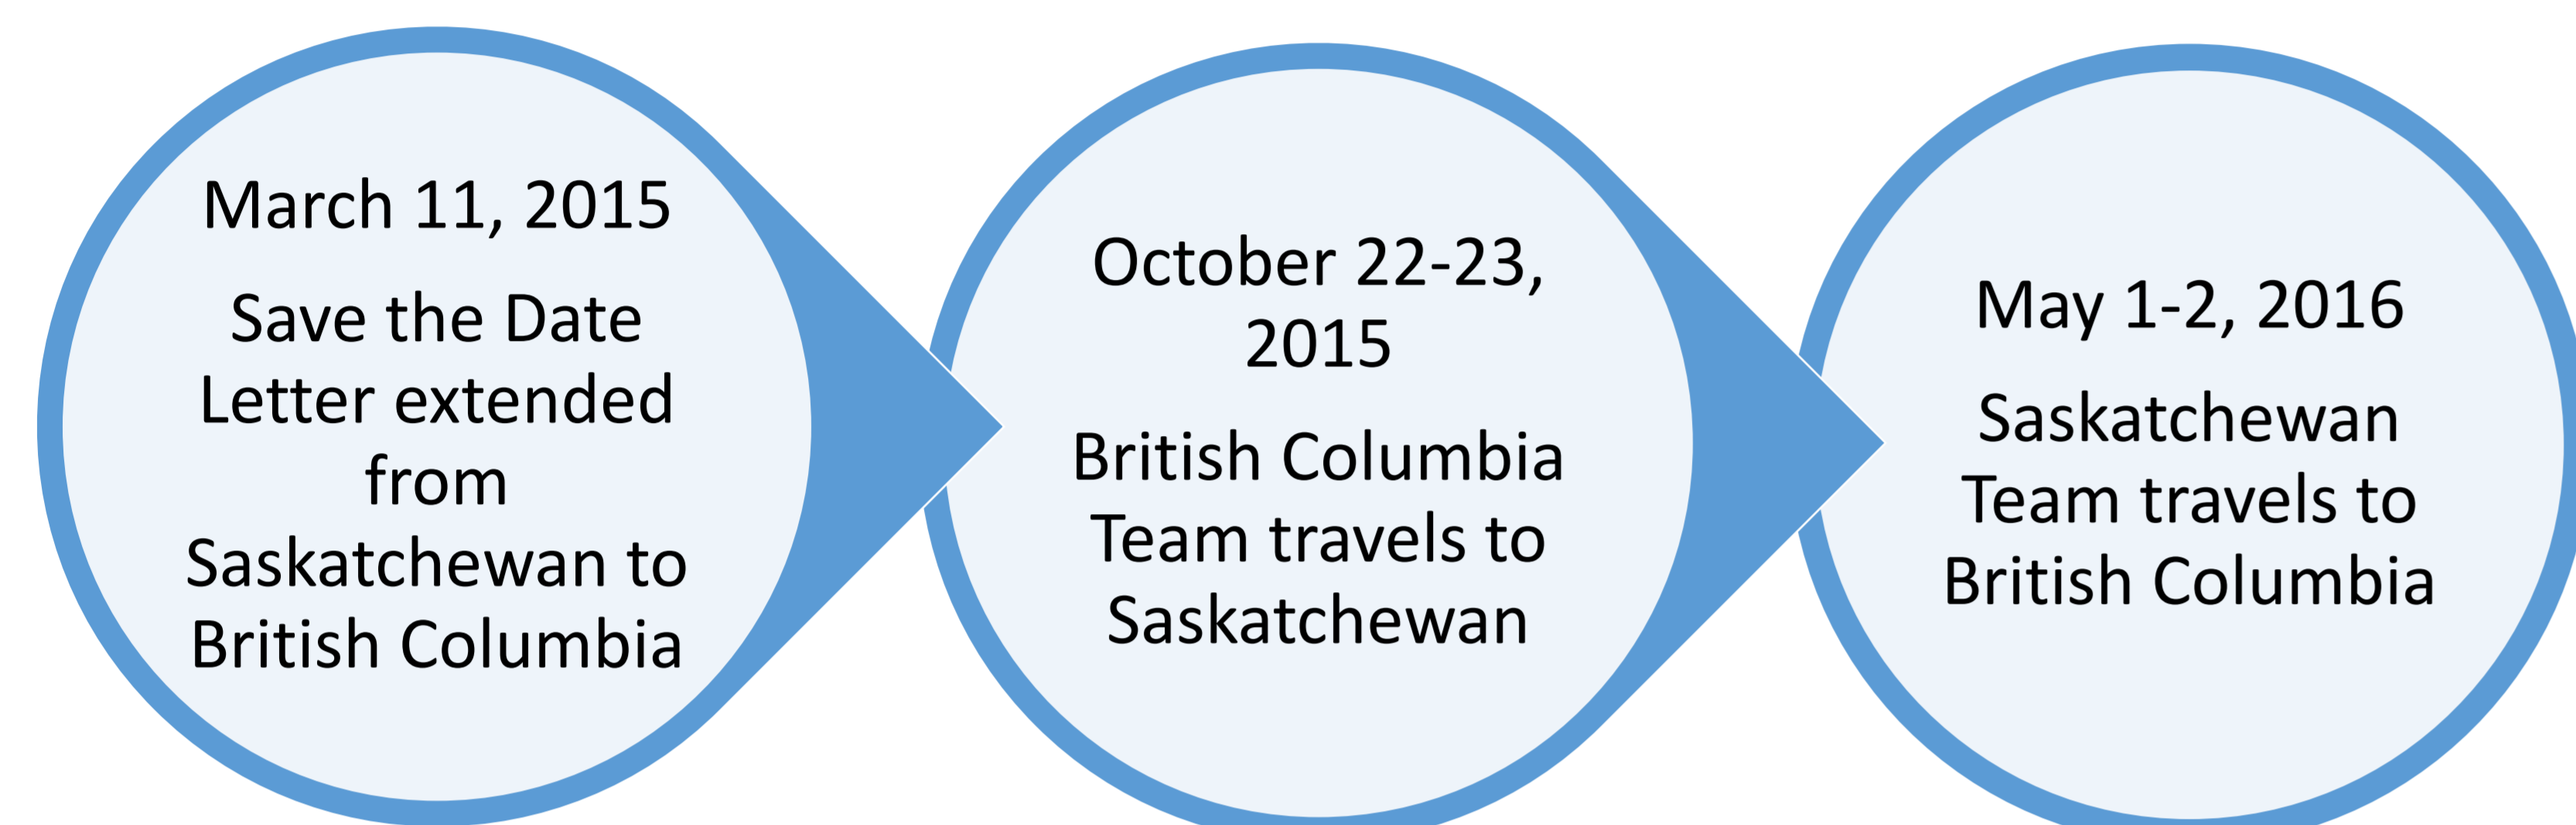 March 11, 2015
Save the Date
Letter extended
from
Saskatchewan to
British Columbia
October 22-23,
2015
British Columbia
Team travels to
Saskatchewan
May 1-2, 2016
Saskatchewan
Team travels to
British Columbia